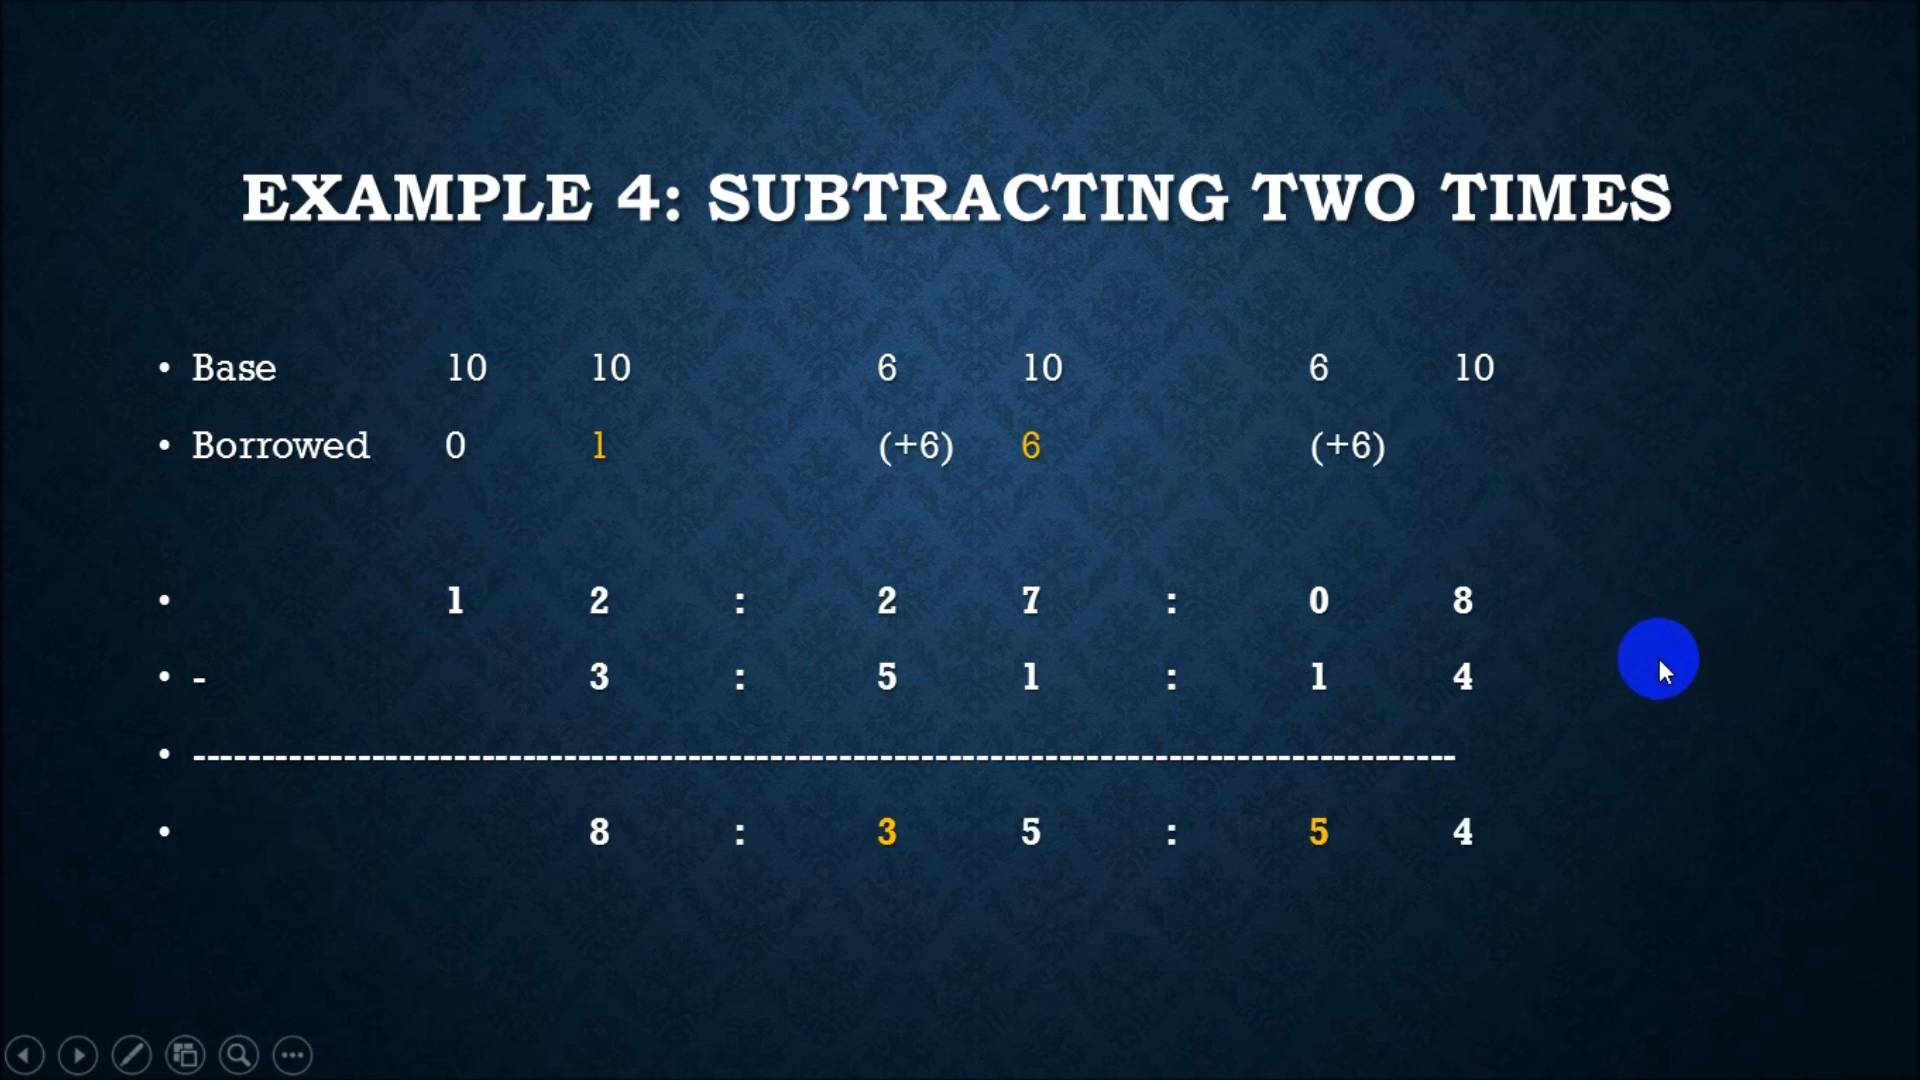 EXAMPLE 4: SUBTRACTING TWO TIMES
• Base 10 10 6 10 6 10
• Borrowed 0 1 (+6) 6 (+6)
• 1 2 : 2 7 : 0 8
• - 3 : 5 1 : 1 4
• --------------------------------------------------------------------------------------------
• 8 : 3 5 : 5 4